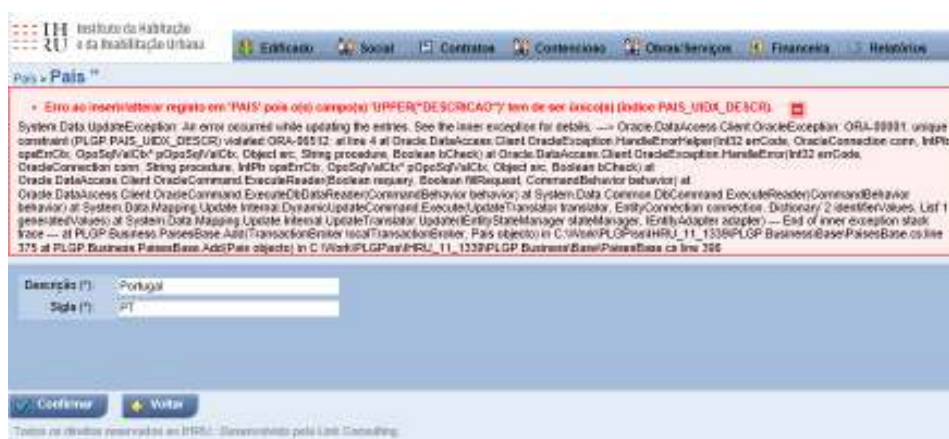 IHRU Instituto da Habitação
e da Reabilitação Urbana
Edificado Social Contratos Contencioso Obras/Serviços Financeira Relatórios
País » País "
• Erro ao inserir/alterar registo em 'PAIS' pois o(s) campo(s) 'UPPER("DESCRICAO")' tem de ser único(s) (índice PAIS_UIDX_DESCR).
System.Data.UpdateException: An error occurred while updating the entries. See the inner exception for details. ---> Oracle.DataAccess.Client.OracleException: ORA-00001: unique
constraint (PLGP.PAIS_UIDX_DESCR) violated ORA-06512: at line 4 at Oracle.DataAccess.Client.OracleException.HandleErrorHelper(Int32 errCode, OracleConnection conn, IntPtr
opsErrCtx, OpoSqlValCtx* pOpoSqlValCtx, Object src, String procedure, Boolean bCheck) at Oracle.DataAccess.Client.OracleException.HandleError(Int32 errCode,
OracleConnection conn, String procedure, IntPtr opsErrCtx, OpoSqlValCtx* pOpoSqlValCtx, Object src, Boolean bCheck) at
Oracle.DataAccess.Client.OracleCommand.ExecuteReader(Boolean requery, Boolean fillRequest, CommandBehavior behavior) at
Oracle.DataAccess.Client.OracleCommand.ExecuteDbDataReader(CommandBehavior behavior) at System.Data.Common.DbCommand.ExecuteReader(CommandBehavior
behavior) at System.Data.Mapping.Update.Internal.DynamicUpdateCommand.Execute(UpdateTranslator translator, EntityConnection connection, Dictionary`2 identifierValues, List`1
generatedValues) at System.Data.Mapping.Update.Internal.UpdateTranslator.Update(IEntityStateManager stateManager, IEntityAdapter adapter) --- End of inner exception stack
trace --- at PLGP.Business.PaisesBase.Add(TransactionBroker localTransactionBroker, Pais objecto) in C:\Work\PLGPss\IHRU_11_1339\PLGP.Business\Base\PaisesBase.cs:line
375 at PLGP.Business.PaisesBase.Add(Pais objecto) in C:\Work\PLGPss\IHRU_11_1339\PLGP.Business\Base\PaisesBase.cs:line 396
Descrição (*): Portugal
Sigla (*): PT
Confirmar Voltar
Todos os direitos reservados ao IHRU. Desenvolvido pela Link Consulting